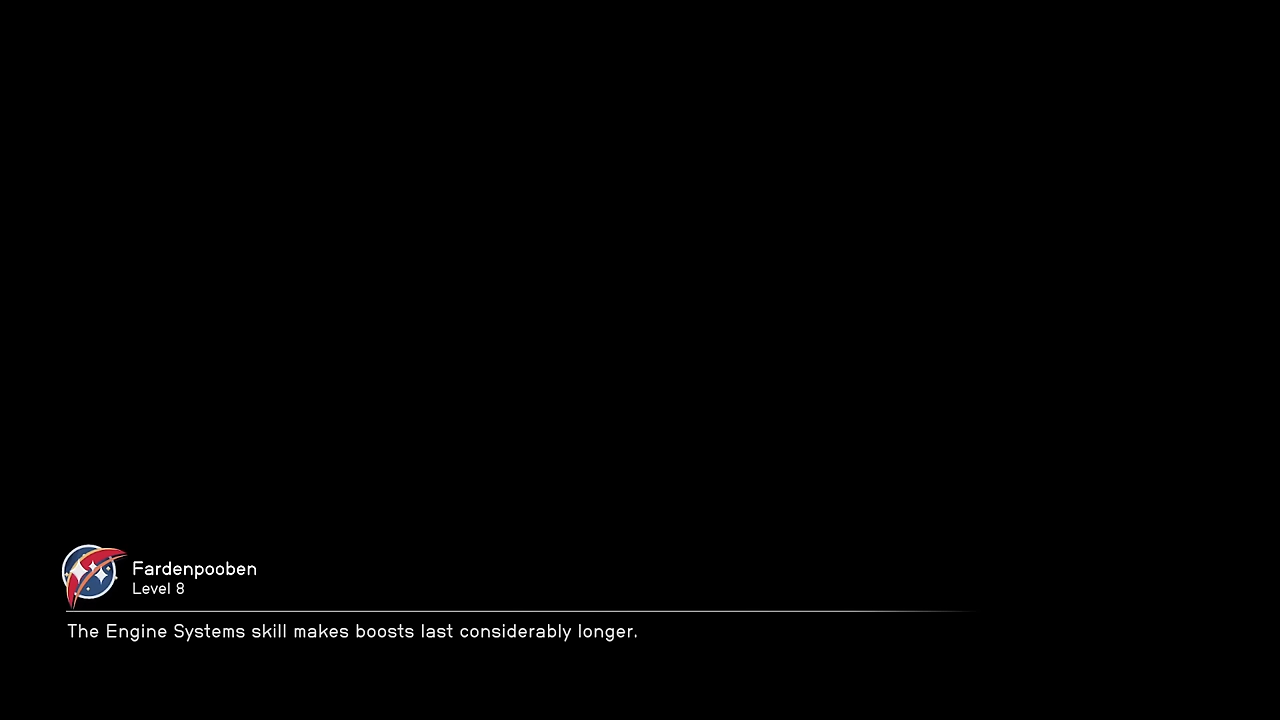 Fardenpooben
Level 8
The Engine Systems skill makes boosts last considerably longer.